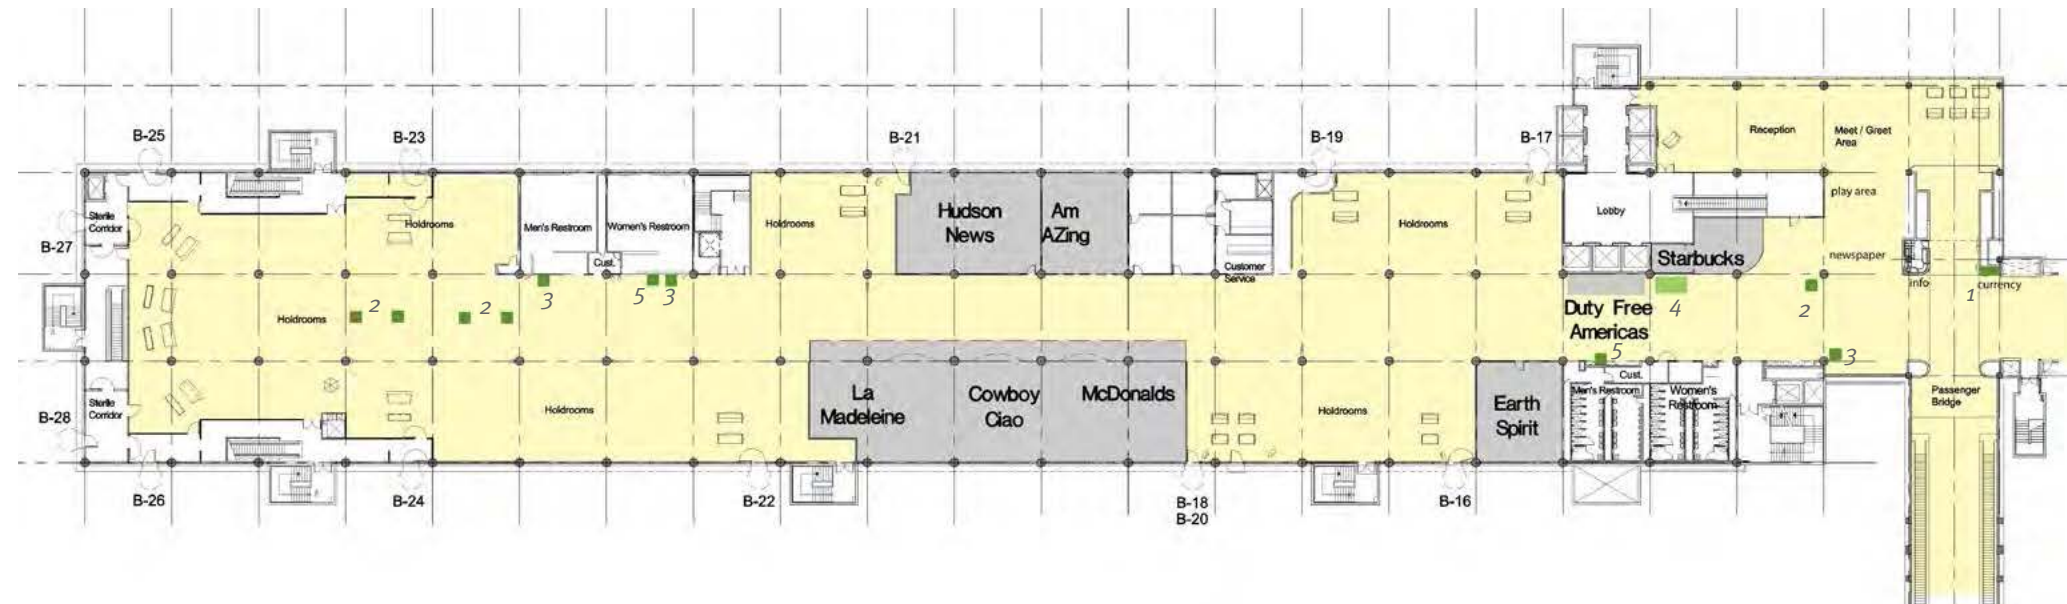 B-25
B-23
B-21
B-19
B-17
Reception
Meet / Greet
Area
Sterile
Corridor
Holdrooms
Men's Restroom
Women's Restroom
Holdrooms
Hudson
News
Am
AZing
Holdrooms
Lobby
play area
B-27
Cust.
Customer
Service
Starbucks
newspaper
info
currency
Holdrooms
2
2
3
5
3
Duty Free
Americas
4
2
1
5
3
B-28
Sterile
Corridor
Holdrooms
La
Madeleine
Cowboy
Ciao
McDonalds
Holdrooms
Earth
Spirit
Cust.
Men's Restroom
Women's
Restroom
Passenger
Bridge
B-26
B-24
B-22
B-18
B-20
B-16